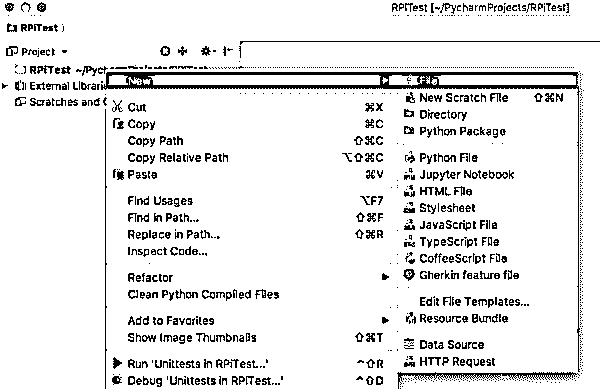 RPiTest [~/PycharmProjects/RPiTest]
RPiTest
Project
RPiTest ~/PycharmProjects/RPiTest
External Librari
Scratches and C
New
Cut ⌘X
Copy ⌘C
Copy Path ⇧⌘C
Copy Relative Path ⌥⇧⌘C
Paste ⌘V
Find Usages ⌥F7
Find in Path... ⇧⌘F
Replace in Path... ⇧⌘R
Inspect Code...
Refactor
Clean Python Compiled Files
Add to Favorites
Show Image Thumbnails ⇧⌘T
Run 'Unittests in RPiTest...' ^⇧R
Debug 'Unittests in RPiTest...' ^⇧D
File
New Scratch File ⇧⌘N
Directory
Python Package
Python File
Jupyter Notebook
HTML File
Stylesheet
JavaScript File
TypeScript File
CoffeeScript File
Gherkin feature file
Edit File Templates...
Resource Bundle
Data Source
HTTP Request